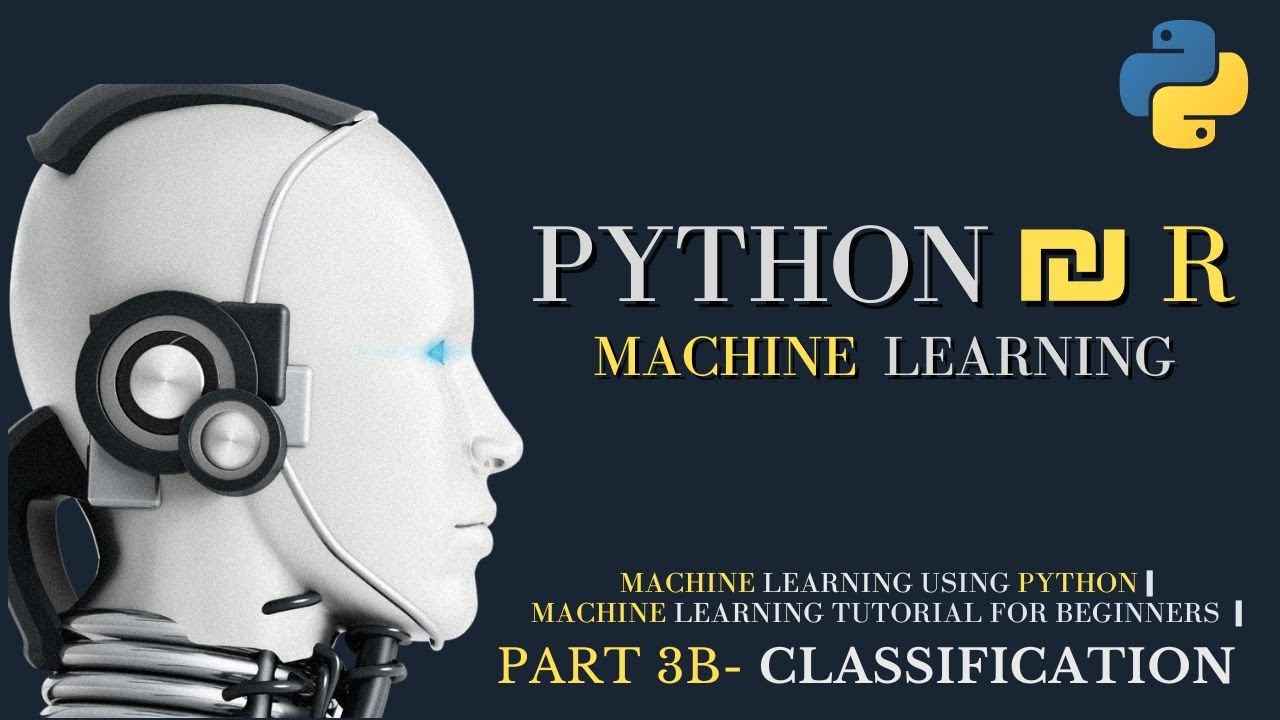 PYTHON ₪ R
MACHINE LEARNING
MACHINE LEARNING USING PYTHON |
MACHINE LEARNING TUTORIAL FOR BEGINNERS |
PART 3B- CLASSIFICATION